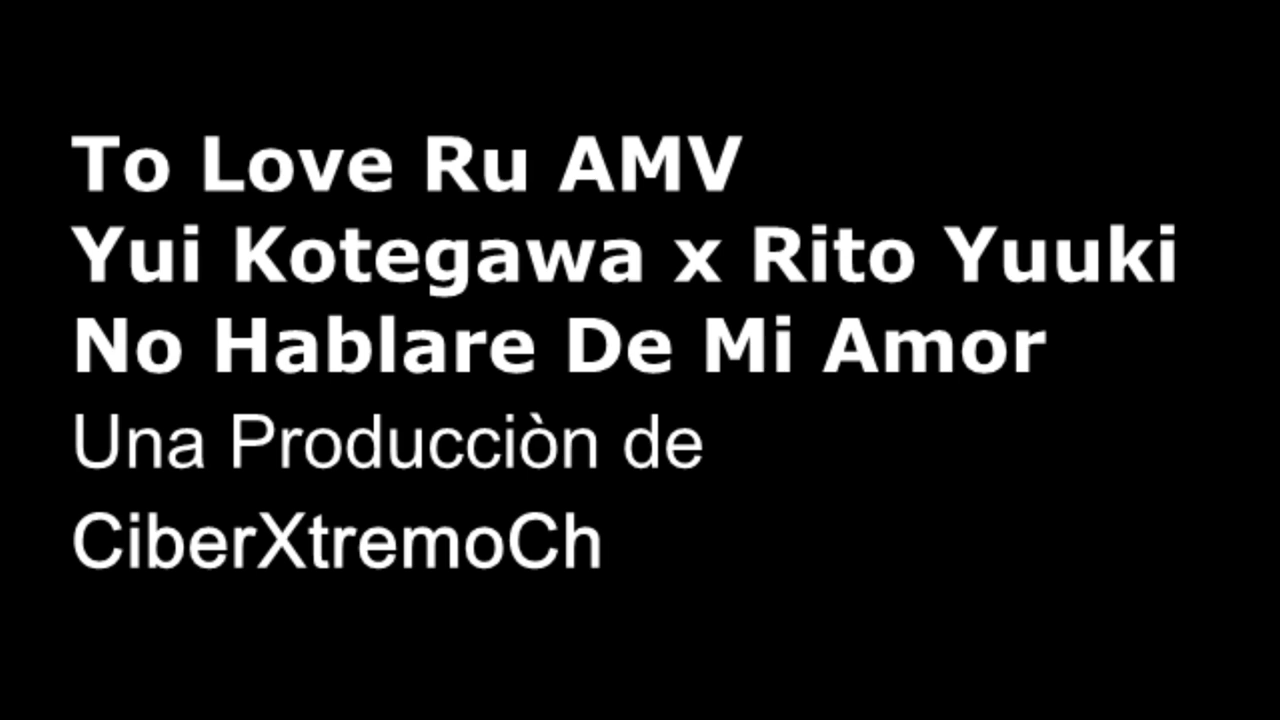 To Love Ru AMV
Yui Kotegawa x Rito Yuuki
No Hablare De Mi Amor
Una Producciòn de
CiberXtremoCh